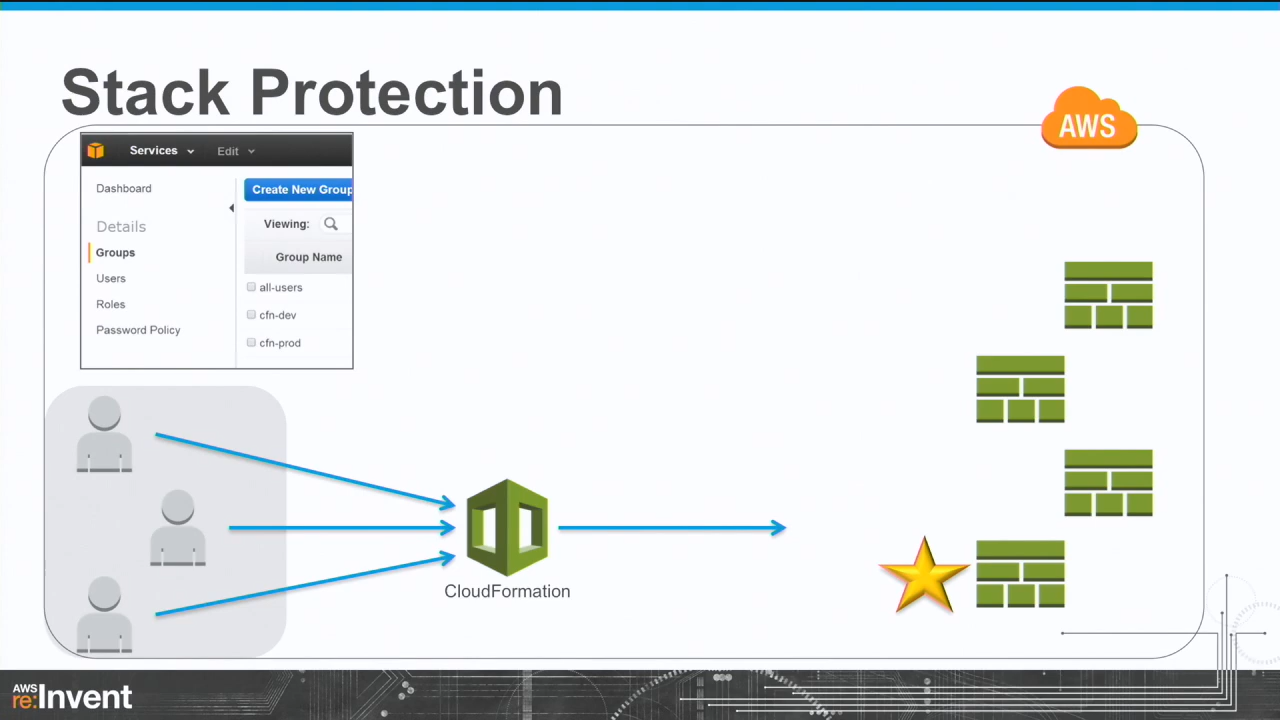 Stack Protection
AWS
Services
Edit
Dashboard
Create New Group
Viewing:
Details
Group Name
Groups
Users
all-users
Roles
cfn-dev
Password Policy
cfn-prod
CloudFormation
AWS
re:Invent